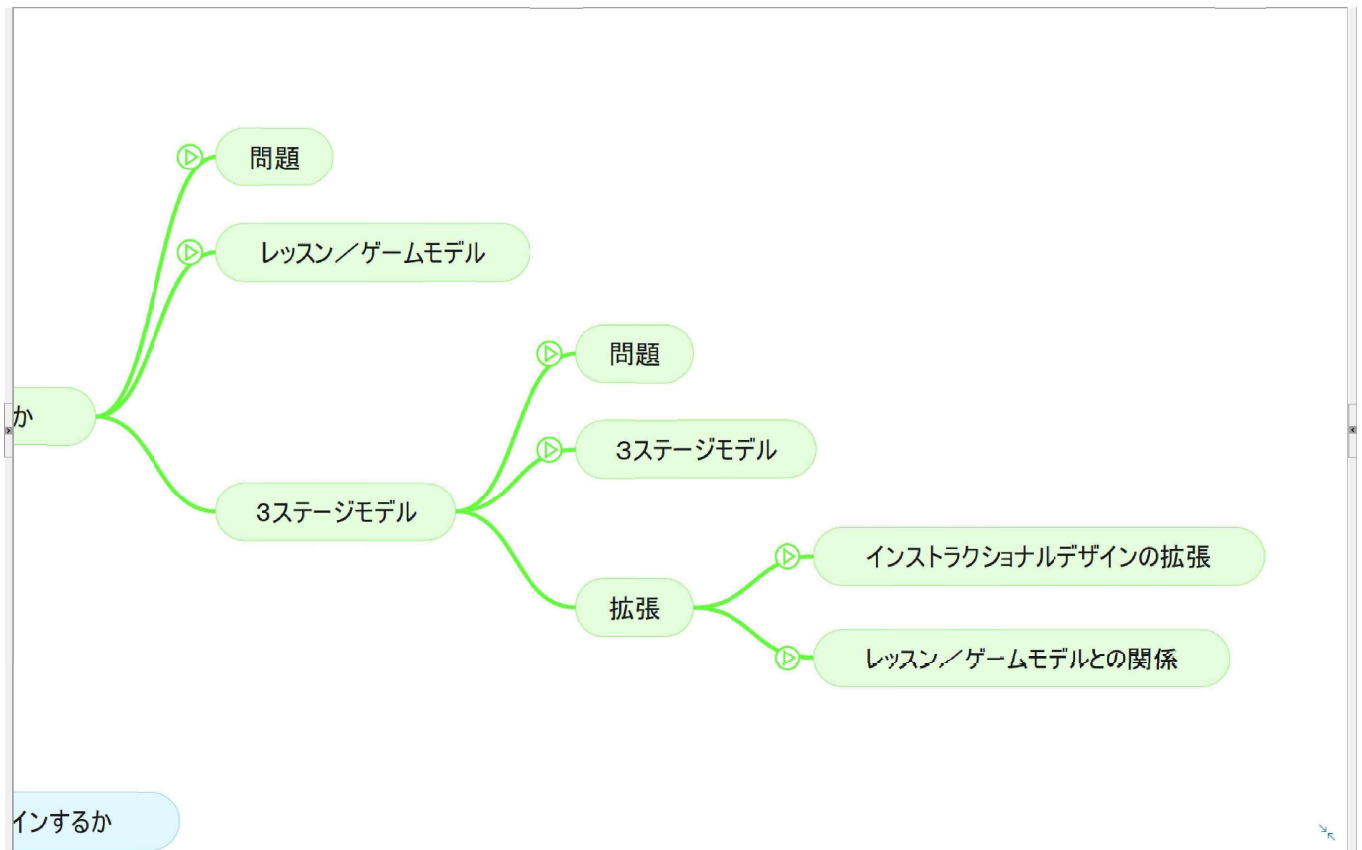 問題
レッスン／ゲームモデル
問題
か
3ステージモデル
3ステージモデル
インストラクショナルデザインの拡張
拡張
レッスン／ゲームモデルとの関係
インするか